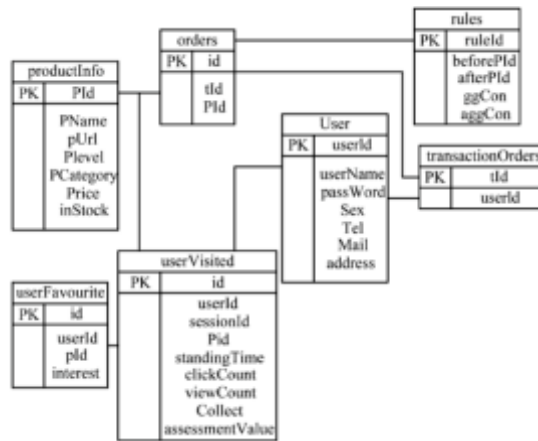 productInfo
PK PId
PName
pUrl
Plevel
PCategory
Price
inStock
orders
PK id
tId
PId
rules
PK ruleId
beforePId
afterPId
ggCon
aggCon
User
PK userId
userName
passWord
Sex
Tel
Mail
address
transactionOrders
PK tId
userId
userVisited
PK id
userId
sessionId
Pid
standingTime
clickCount
viewCount
Collect
assessmentValue
userFavourite
PK id
userId
pId
interest